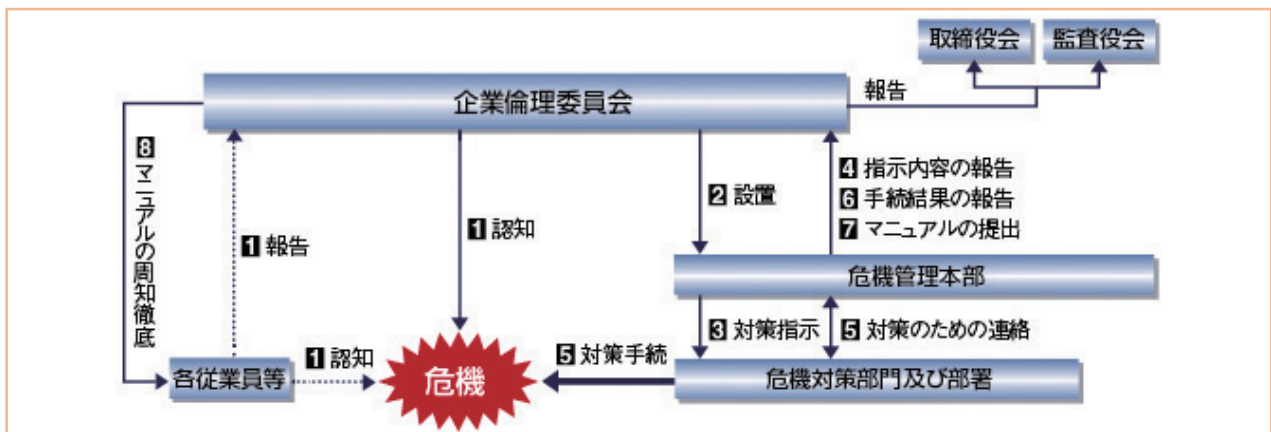 取締役会
監査役会
企業倫理委員会
報告
8 マニュアルの周知徹底
1 報告
1 認知
2 設置
4 指示内容の報告
6 手続結果の報告
7 マニュアルの提出
危機管理本部
3 対策指示
5 対策のための連絡
各従業員等
1 認知
危機
5 対策手続
危機対策部門及び部署